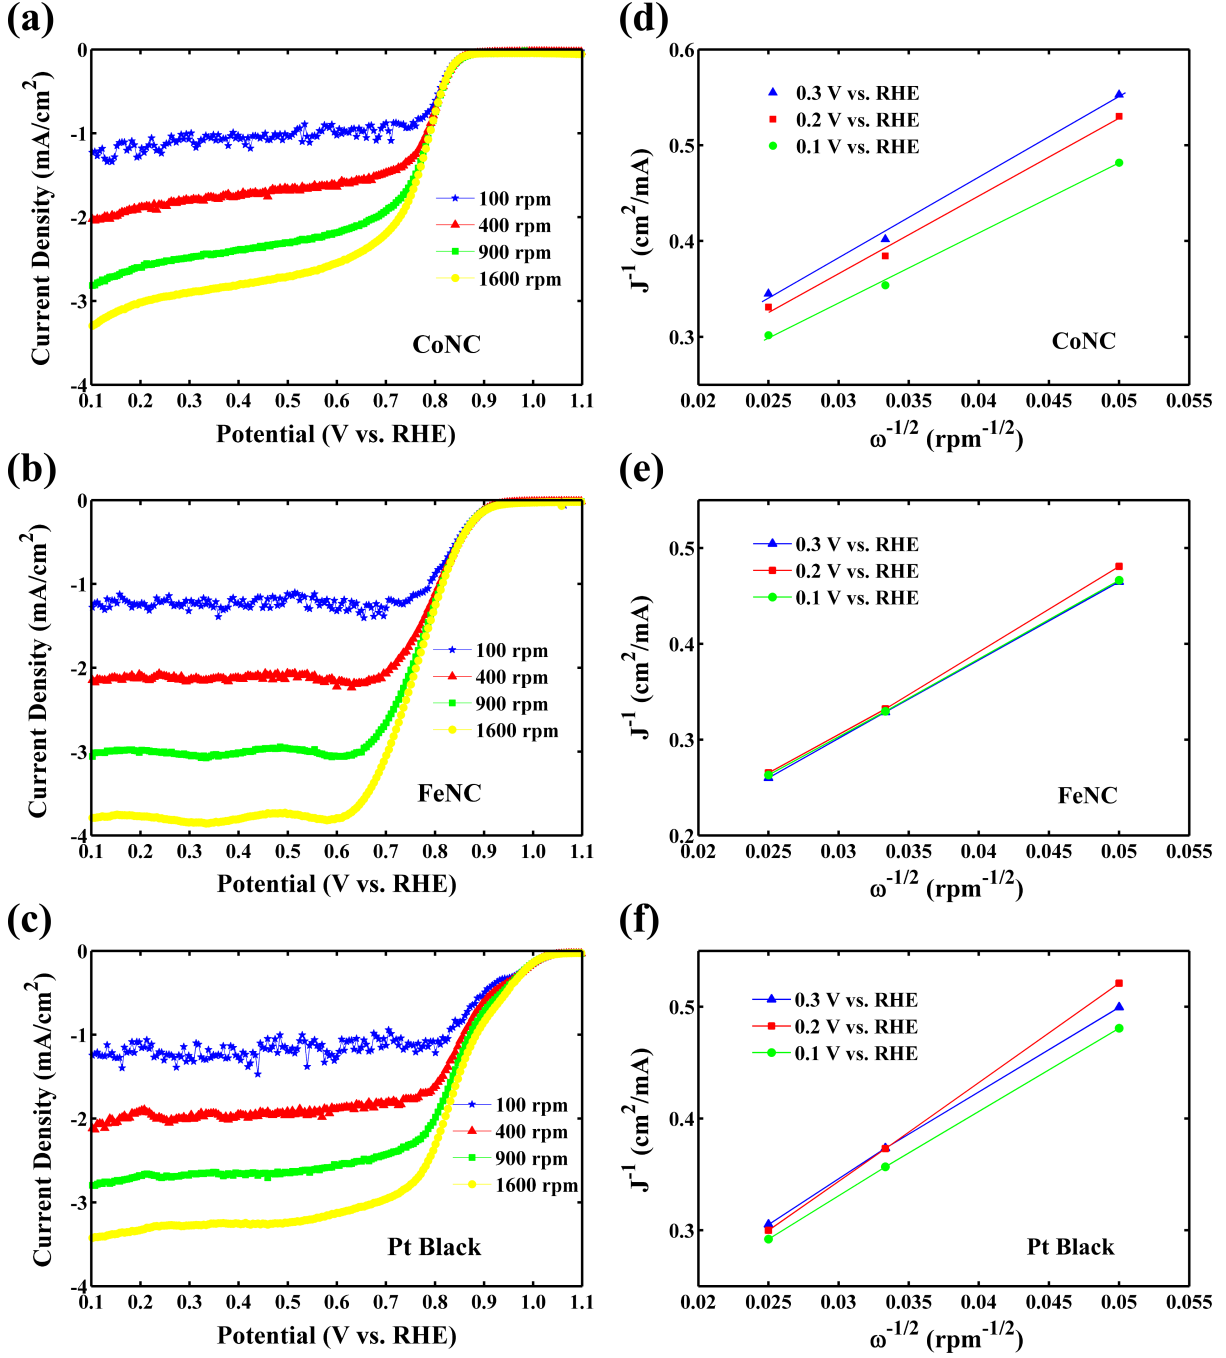 (a)
0
-1
-2
-3
-4
Current Density (mA/cm²)
100 rpm
400 rpm
900 rpm
1600 rpm
CoNC
0.1 0.2 0.3 0.4 0.5 0.6 0.7 0.8 0.9 1.0 1.1
Potential (V vs. RHE)
(d)
0.6
0.5
0.4
0.3
J⁻¹ (cm²/mA)
0.3 V vs. RHE
0.2 V vs. RHE
0.1 V vs. RHE
CoNC
0.02 0.025 0.03 0.035 0.04 0.045 0.05 0.055
ω⁻¹/² (rpm⁻¹/²)
(b)
0
-1
-2
-3
-4
Current Density (mA/cm²)
100 rpm
400 rpm
900 rpm
1600 rpm
FeNC
0.1 0.2 0.3 0.4 0.5 0.6 0.7 0.8 0.9 1.0 1.1
Potential (V vs. RHE)
(e)
0.5
0.4
0.3
0.2
J⁻¹ (cm²/mA)
0.3 V vs. RHE
0.2 V vs. RHE
0.1 V vs. RHE
FeNC
0.02 0.025 0.03 0.035 0.04 0.045 0.05 0.055
ω⁻¹/² (rpm⁻¹/²)
(c)
0
-1
-2
-3
-4
Current Density (mA/cm²)
100 rpm
400 rpm
900 rpm
1600 rpm
Pt Black
0.1 0.2 0.3 0.4 0.5 0.6 0.7 0.8 0.9 1.0 1.1
Potential (V vs. RHE)
(f)
0.5
0.4
0.3
J⁻¹ (cm²/mA)
0.3 V vs. RHE
0.2 V vs. RHE
0.1 V vs. RHE
Pt Black
0.02 0.025 0.03 0.035 0.04 0.045 0.05 0.055
ω⁻¹/² (rpm⁻¹/²)